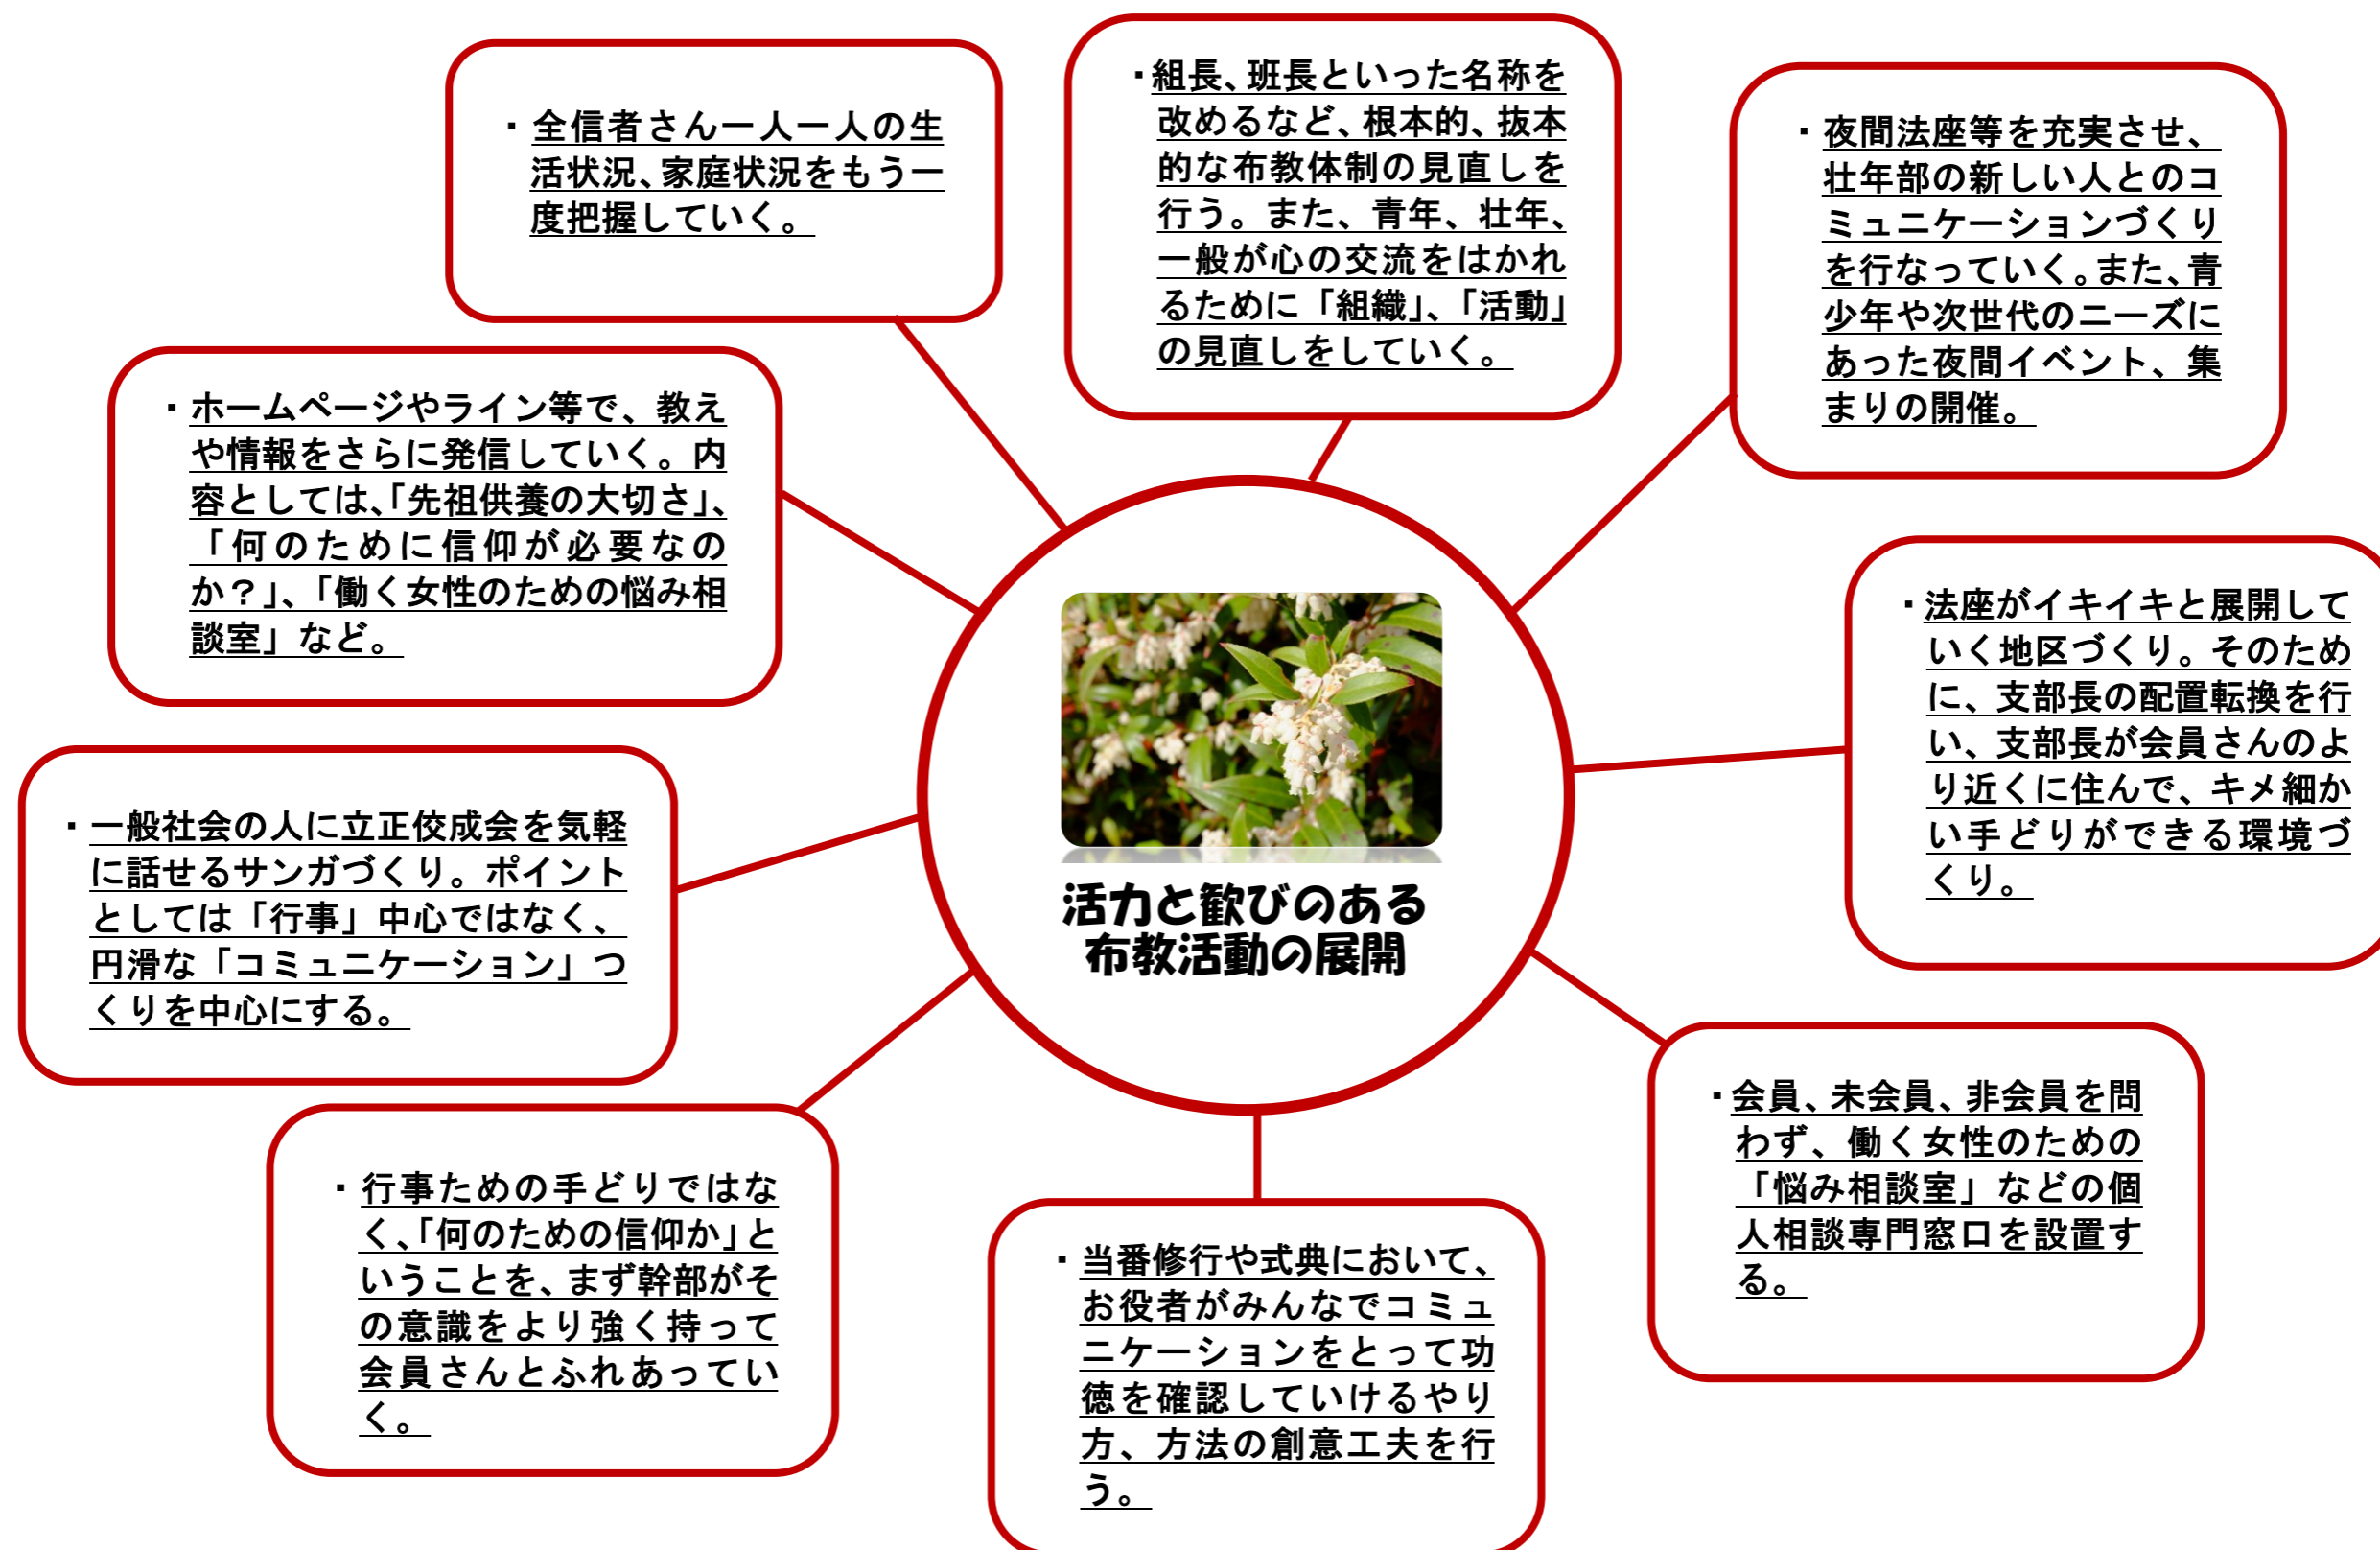 ・全信者さん一人一人の生
活状況、家庭状況をもう一
度把握していく。
・組長、班長といった名称を
改めるなど、根本的、抜本
的な布教体制の見直しを
行う。また、青年、壮年、
一般が心の交流をはかれ
るために「組織」、「活動」
の見直しをしていく。
・夜間法座等を充実させ、
壮年部の新しい人とのコ
ミュニケーションづくり
を行なっていく。また、青
少年や次世代のニーズに
あった夜間イベント、集
まりの開催。
・ホームページやライン等で、教え
や情報をさらに発信していく。内
容としては、「先祖供養の大切さ」、
「何のために信仰が必要なの
か？」、「働く女性のための悩み相
談室」など。
・法座がイキイキと展開して
いく地区づくり。そのため
に、支部長の配置転換を行
い、支部長が会員さんのよ
り近くに住んで、キメ細か
い手どりができる環境づ
くり。
・一般社会の人に立正佼成会を気軽
に話せるサンガづくり。ポイント
としては「行事」中心ではなく、
円滑な「コミュニケーション」つ
くりを中心にする。
活力と歓びのある
布教活動の展開
・会員、未会員、非会員を問
わず、働く女性のための
「悩み相談室」などの個
人相談専門窓口を設置す
る。
・行事ための手どりではな
く、「何のための信仰か」と
いうことを、まず幹部がそ
の意識をより強く持って
会員さんとふれあってい
く。
・当番修行や式典において、
お役者がみんなでコミュ
ニケーションをとって功
徳を確認していけるやり
方、方法の創意工夫を行
う。